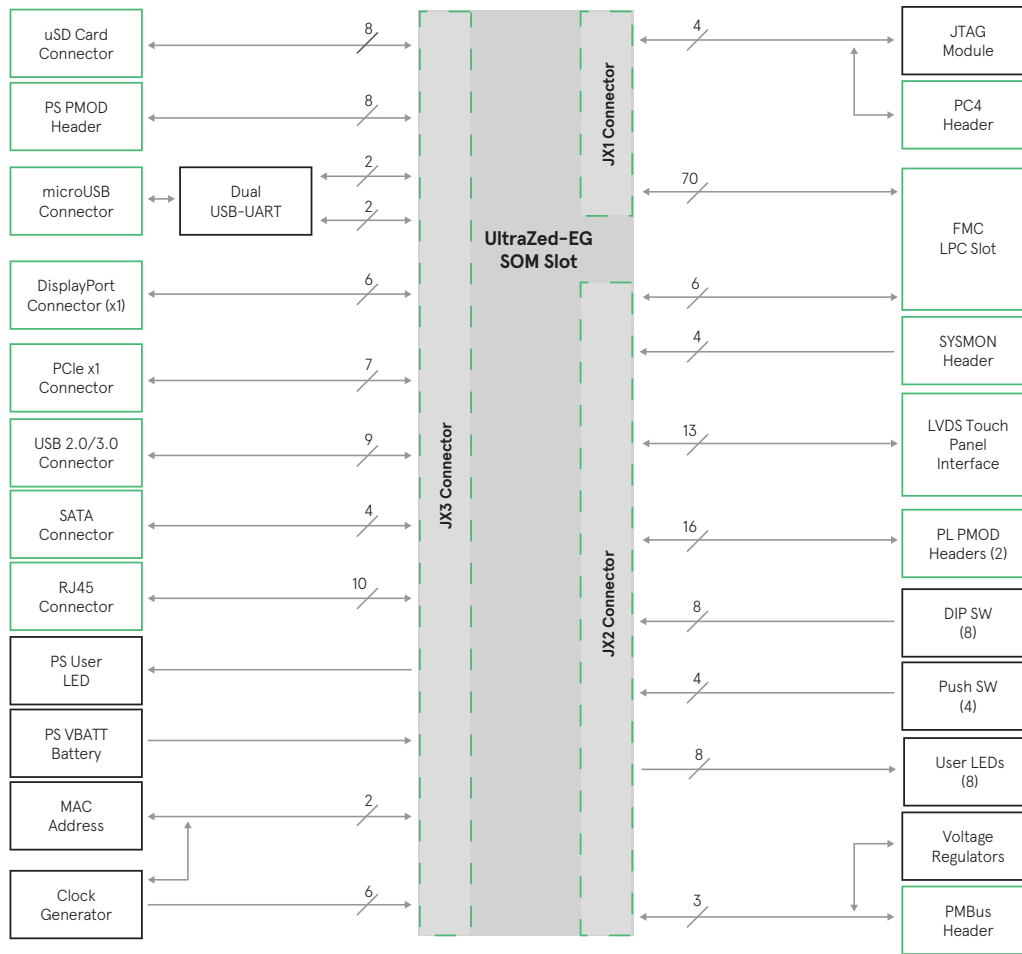 uSD Card
Connector
8
PS PMOD
Header
8
microUSB
Connector
Dual
USB-UART
2
2
DisplayPort
Connector (x1)
6
PCIe x1
Connector
7
USB 2.0/3.0
Connector
9
SATA
Connector
4
RJ45
Connector
10
PS User
LED
PS VBATT
Battery
MAC
Address
2
Clock
Generator
6
JX3 Connector
UltraZed-EG
SOM Slot
JX1 Connector
JX2 Connector
4
JTAG
Module
PC4
Header
70
FMC
LPC Slot
6
4
SYSMON
Header
13
LVDS Touch
Panel
Interface
16
PL PMOD
Headers (2)
8
DIP SW
(8)
4
Push SW
(4)
8
User LEDs
(8)
Voltage
Regulators
3
PMBus
Header